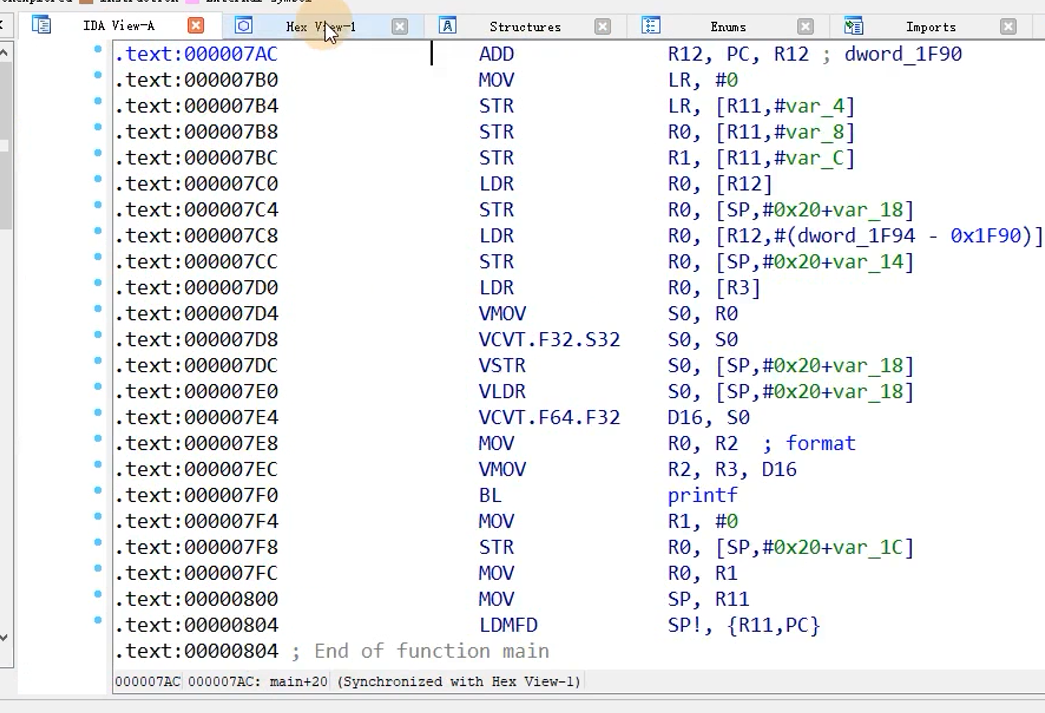 IDA View-A Hex View-1 Structures Enums Imports
.text:000007AC ADD R12, PC, R12 ; dword_1F90
.text:000007B0 MOV LR, #0
.text:000007B4 STR LR, [R11,#var_4]
.text:000007B8 STR R0, [R11,#var_8]
.text:000007BC STR R1, [R11,#var_C]
.text:000007C0 LDR R0, [R12]
.text:000007C4 STR R0, [SP,#0x20+var_18]
.text:000007C8 LDR R0, [R12,#(dword_1F94 - 0x1F90)]
.text:000007CC STR R0, [SP,#0x20+var_14]
.text:000007D0 LDR R0, [R3]
.text:000007D4 VMOV S0, R0
.text:000007D8 VCVT.F32.S32 S0, S0
.text:000007DC VSTR S0, [SP,#0x20+var_18]
.text:000007E0 VLDR S0, [SP,#0x20+var_18]
.text:000007E4 VCVT.F64.F32 D16, S0
.text:000007E8 MOV R0, R2 ; format
.text:000007EC VMOV R2, R3, D16
.text:000007F0 BL printf
.text:000007F4 MOV R1, #0
.text:000007F8 STR R0, [SP,#0x20+var_1C]
.text:000007FC MOV R0, R1
.text:00000800 MOV SP, R11
.text:00000804 LDMFD SP!, {R11,PC}
.text:00000804 ; End of function main
000007AC 000007AC: main+20 (Synchronized with Hex View-1)